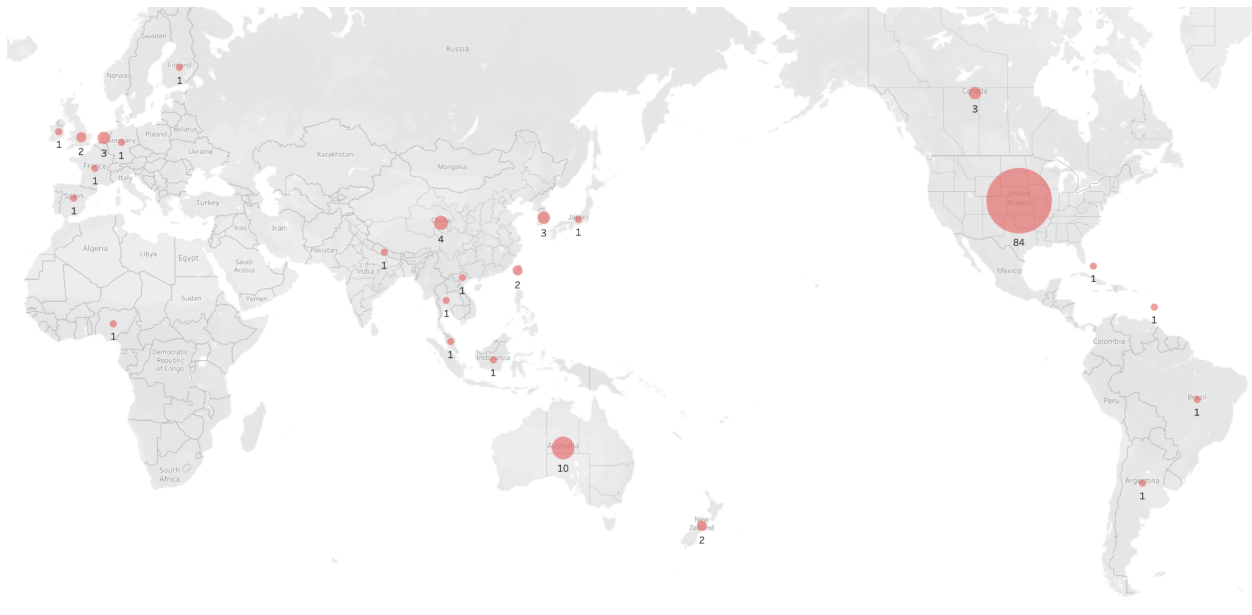 Sweden
Russia
Finland
Norway
1
Canada
3
1
2
3
Germany
1
Poland
Belarus
Ukraine
Kazakhstan
Mongolia
France
1
Italy
Spain
1
Turkey
United
States
84
China
4
3
Japan
1
Iraq
Iran
Algeria
Libya
Egypt
Pakistan
1
Saudi
Arabia
India
Mexico
1
2
1
Sudan
Yemen
1
1
1
Democratic
Republic
of Congo
1
Indonesia
1
Colombia
Peru
Brazil
1
Australia
10
South
Africa
Argentina
1
New
Zealand
2